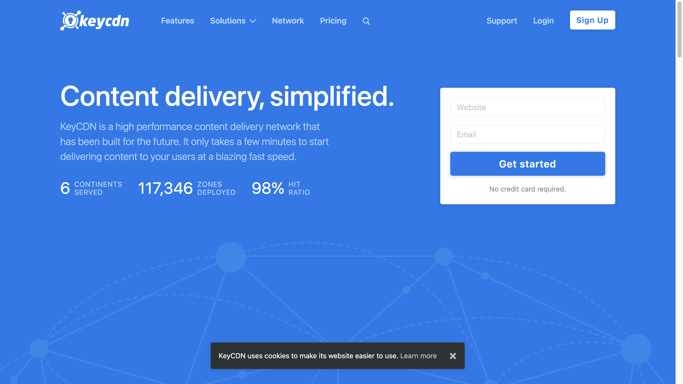 keycdn
Features Solutions Network Pricing
Support Login Sign Up
Content delivery, simplified.
KeyCDN is a high performance content delivery network that
has been built for the future. It only takes a few minutes to start
delivering content to your users at a blazing fast speed.
6 CONTINENTS SERVED
117,346 ZONES DEPLOYED
98% HIT RATIO
Website
Email
Get started
No credit card required.
KeyCDN uses cookies to make its website easier to use. Learn more